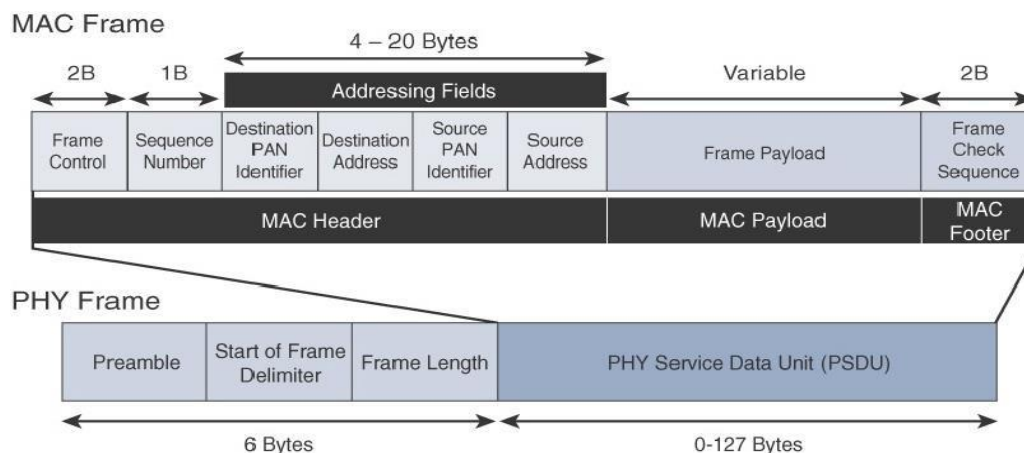 MAC Frame
4 – 20 Bytes
2B
1B
Addressing Fields
Variable
2B
Frame
Control
Sequence
Number
Destination
PAN
Identifier
Destination
Address
Source
PAN
Identifier
Source
Address
Frame Payload
Frame
Check
Sequence
MAC Header
MAC Payload
MAC
Footer
PHY Frame
Preamble
Start of Frame
Delimiter
Frame Length
PHY Service Data Unit (PSDU)
6 Bytes
0-127 Bytes